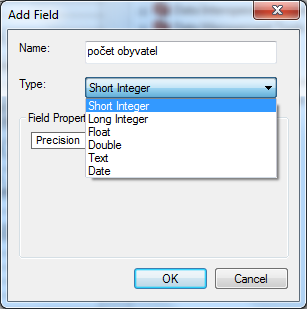 Add Field
Name:
počet obyvatel
Type:
Short Integer
Short Integer
Long Integer
Float
Double
Text
Date
Field Propert
Precision
OK
Cancel